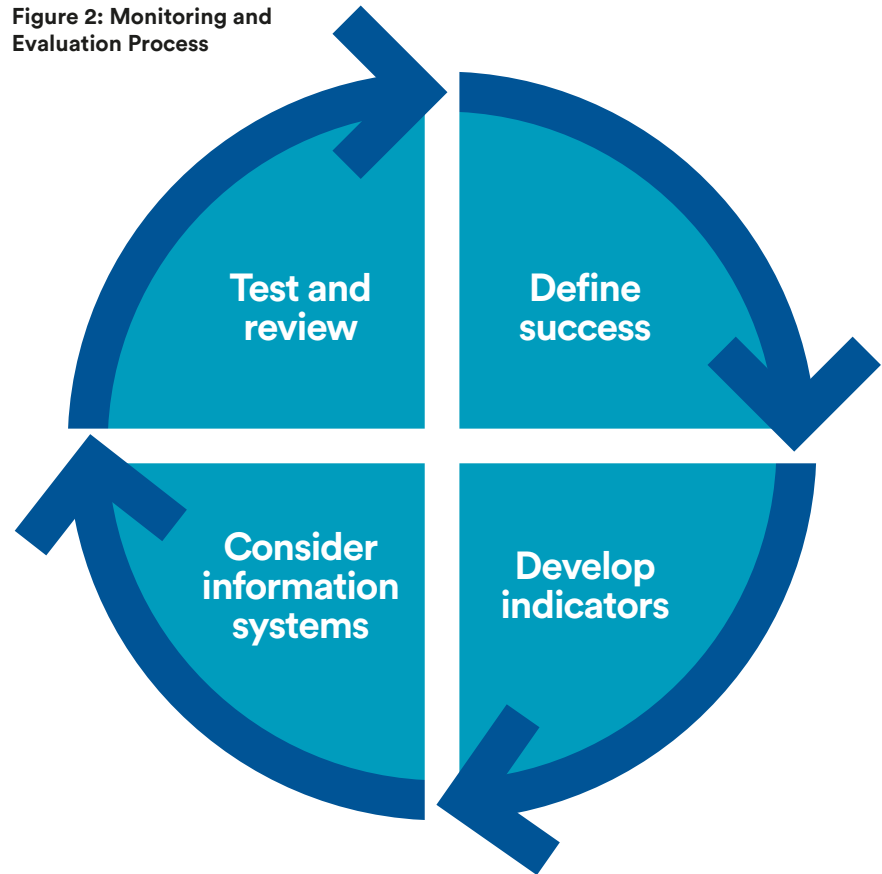 Figure 2: Monitoring and
Evaluation Process
Test and
review
Define
success
Consider
information
systems
Develop
indicators